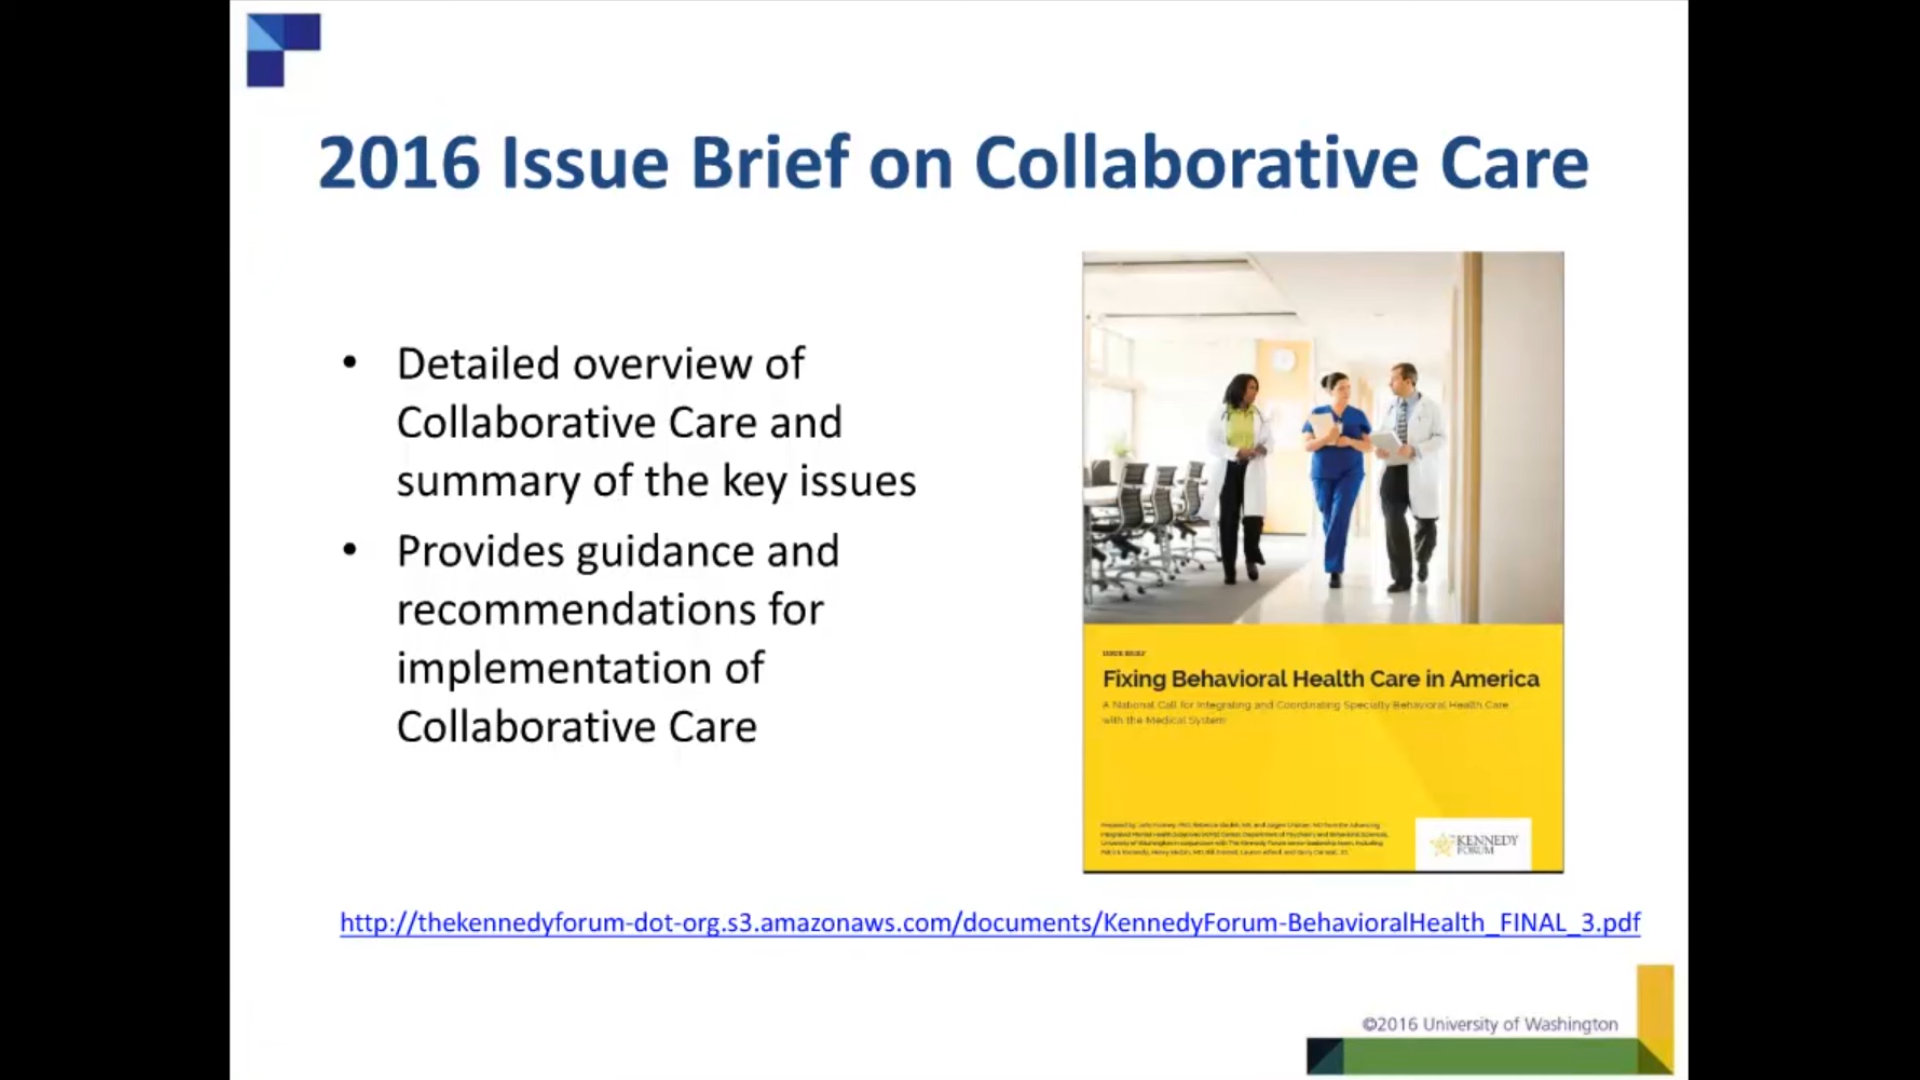 2016 Issue Brief on Collaborative Care
• Detailed overview of
Collaborative Care and
summary of the key issues
• Provides guidance and
recommendations for
implementation of
Collaborative Care
ISSUE BRIEF
Fixing Behavioral Health Care in America
A National Call for Integrating and Coordinating Specialty Behavioral Health Care
with the Medical System
THE KENNEDY
FORUM
http://thekennedyforum-dot-org.s3.amazonaws.com/documents/KennedyForum-BehavioralHealth_FINAL_3.pdf
©2016 University of Washington